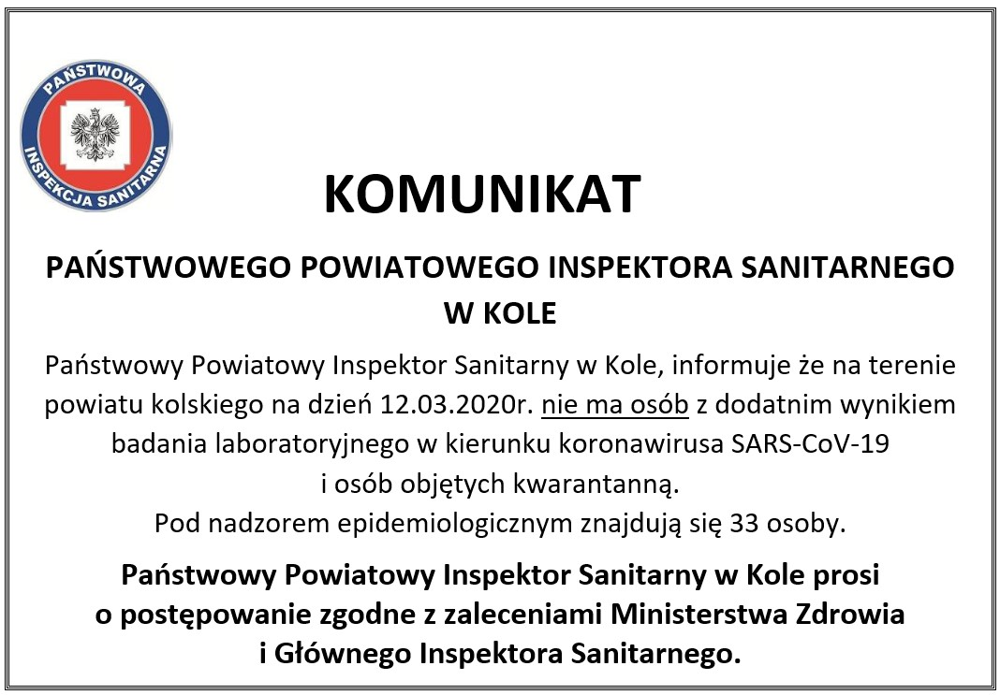 PAŃSTWOWA
INSPEKCJA SANITARNA
KOMUNIKAT
PAŃSTWOWEGO POWIATOWEGO INSPEKTORA SANITARNEGO
W KOLE
Państwowy Powiatowy Inspektor Sanitarny w Kole, informuje że na terenie
powiatu kolskiego na dzień 12.03.2020r. nie ma osób z dodatnim wynikiem
badania laboratoryjnego w kierunku koronawirusa SARS-CoV-19
i osób objętych kwarantanną.
Pod nadzorem epidemiologicznym znajdują się 33 osoby.
Państwowy Powiatowy Inspektor Sanitarny w Kole prosi
o postępowanie zgodne z zaleceniami Ministerstwa Zdrowia
i Głównego Inspektora Sanitarnego.